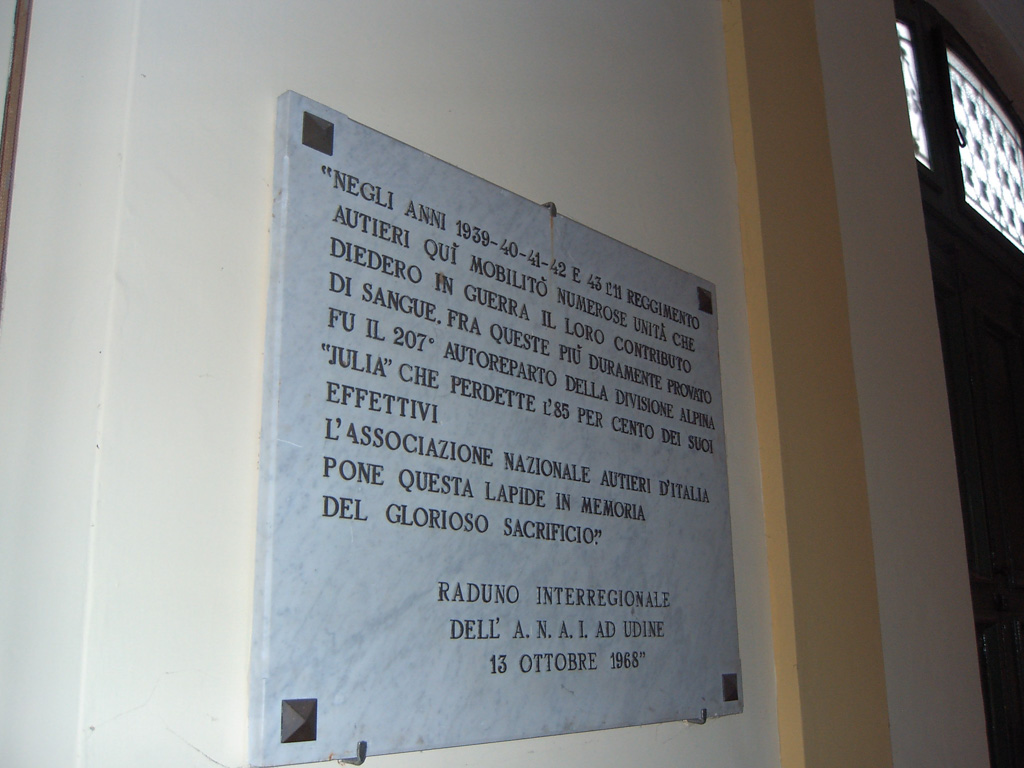 "NEGLI ANNI 1939-40-41-42 E 43 L'11 REGGIMENTO
AUTIERI QUÌ MOBILITÒ NUMEROSE UNITÀ CHE
DIEDERO IN GUERRA IL LORO CONTRIBUTO
DI SANGUE. FRA QUESTE PIÙ DURAMENTE PROVATO
FU IL 207° AUTOREPARTO DELLA DIVISIONE ALPINA
"JULIA" CHE PERDETTE L'85 PER CENTO DEI SUOI
EFFETTIVI
L'ASSOCIAZIONE NAZIONALE AUTIERI D'ITALIA
PONE QUESTA LAPIDE IN MEMORIA
DEL GLORIOSO SACRIFICIO."
RADUNO INTERREGIONALE
DELL' A. N. A. I. AD UDINE
13 OTTOBRE 1968"